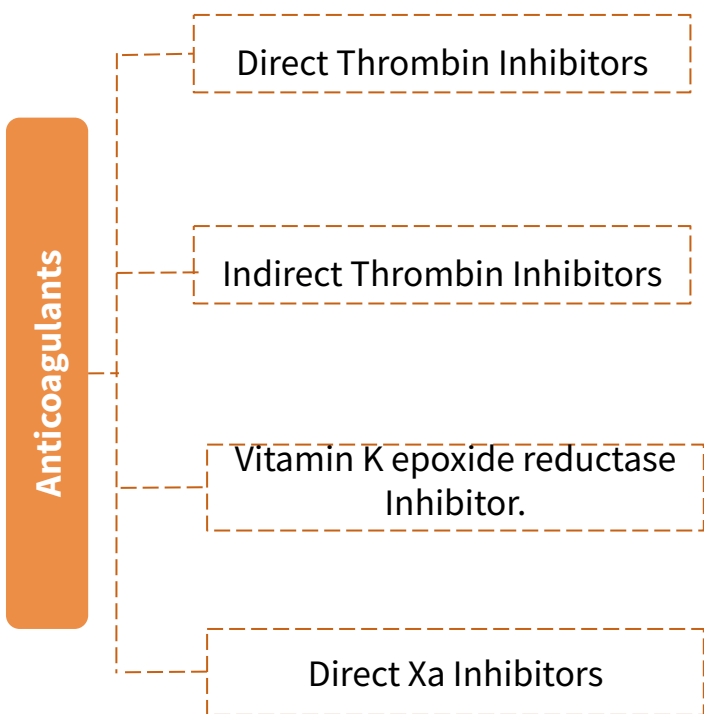 Anticoagulants
Direct Thrombin Inhibitors
Indirect Thrombin Inhibitors
Vitamin K epoxide reductase
Inhibitor.
Direct Xa Inhibitors